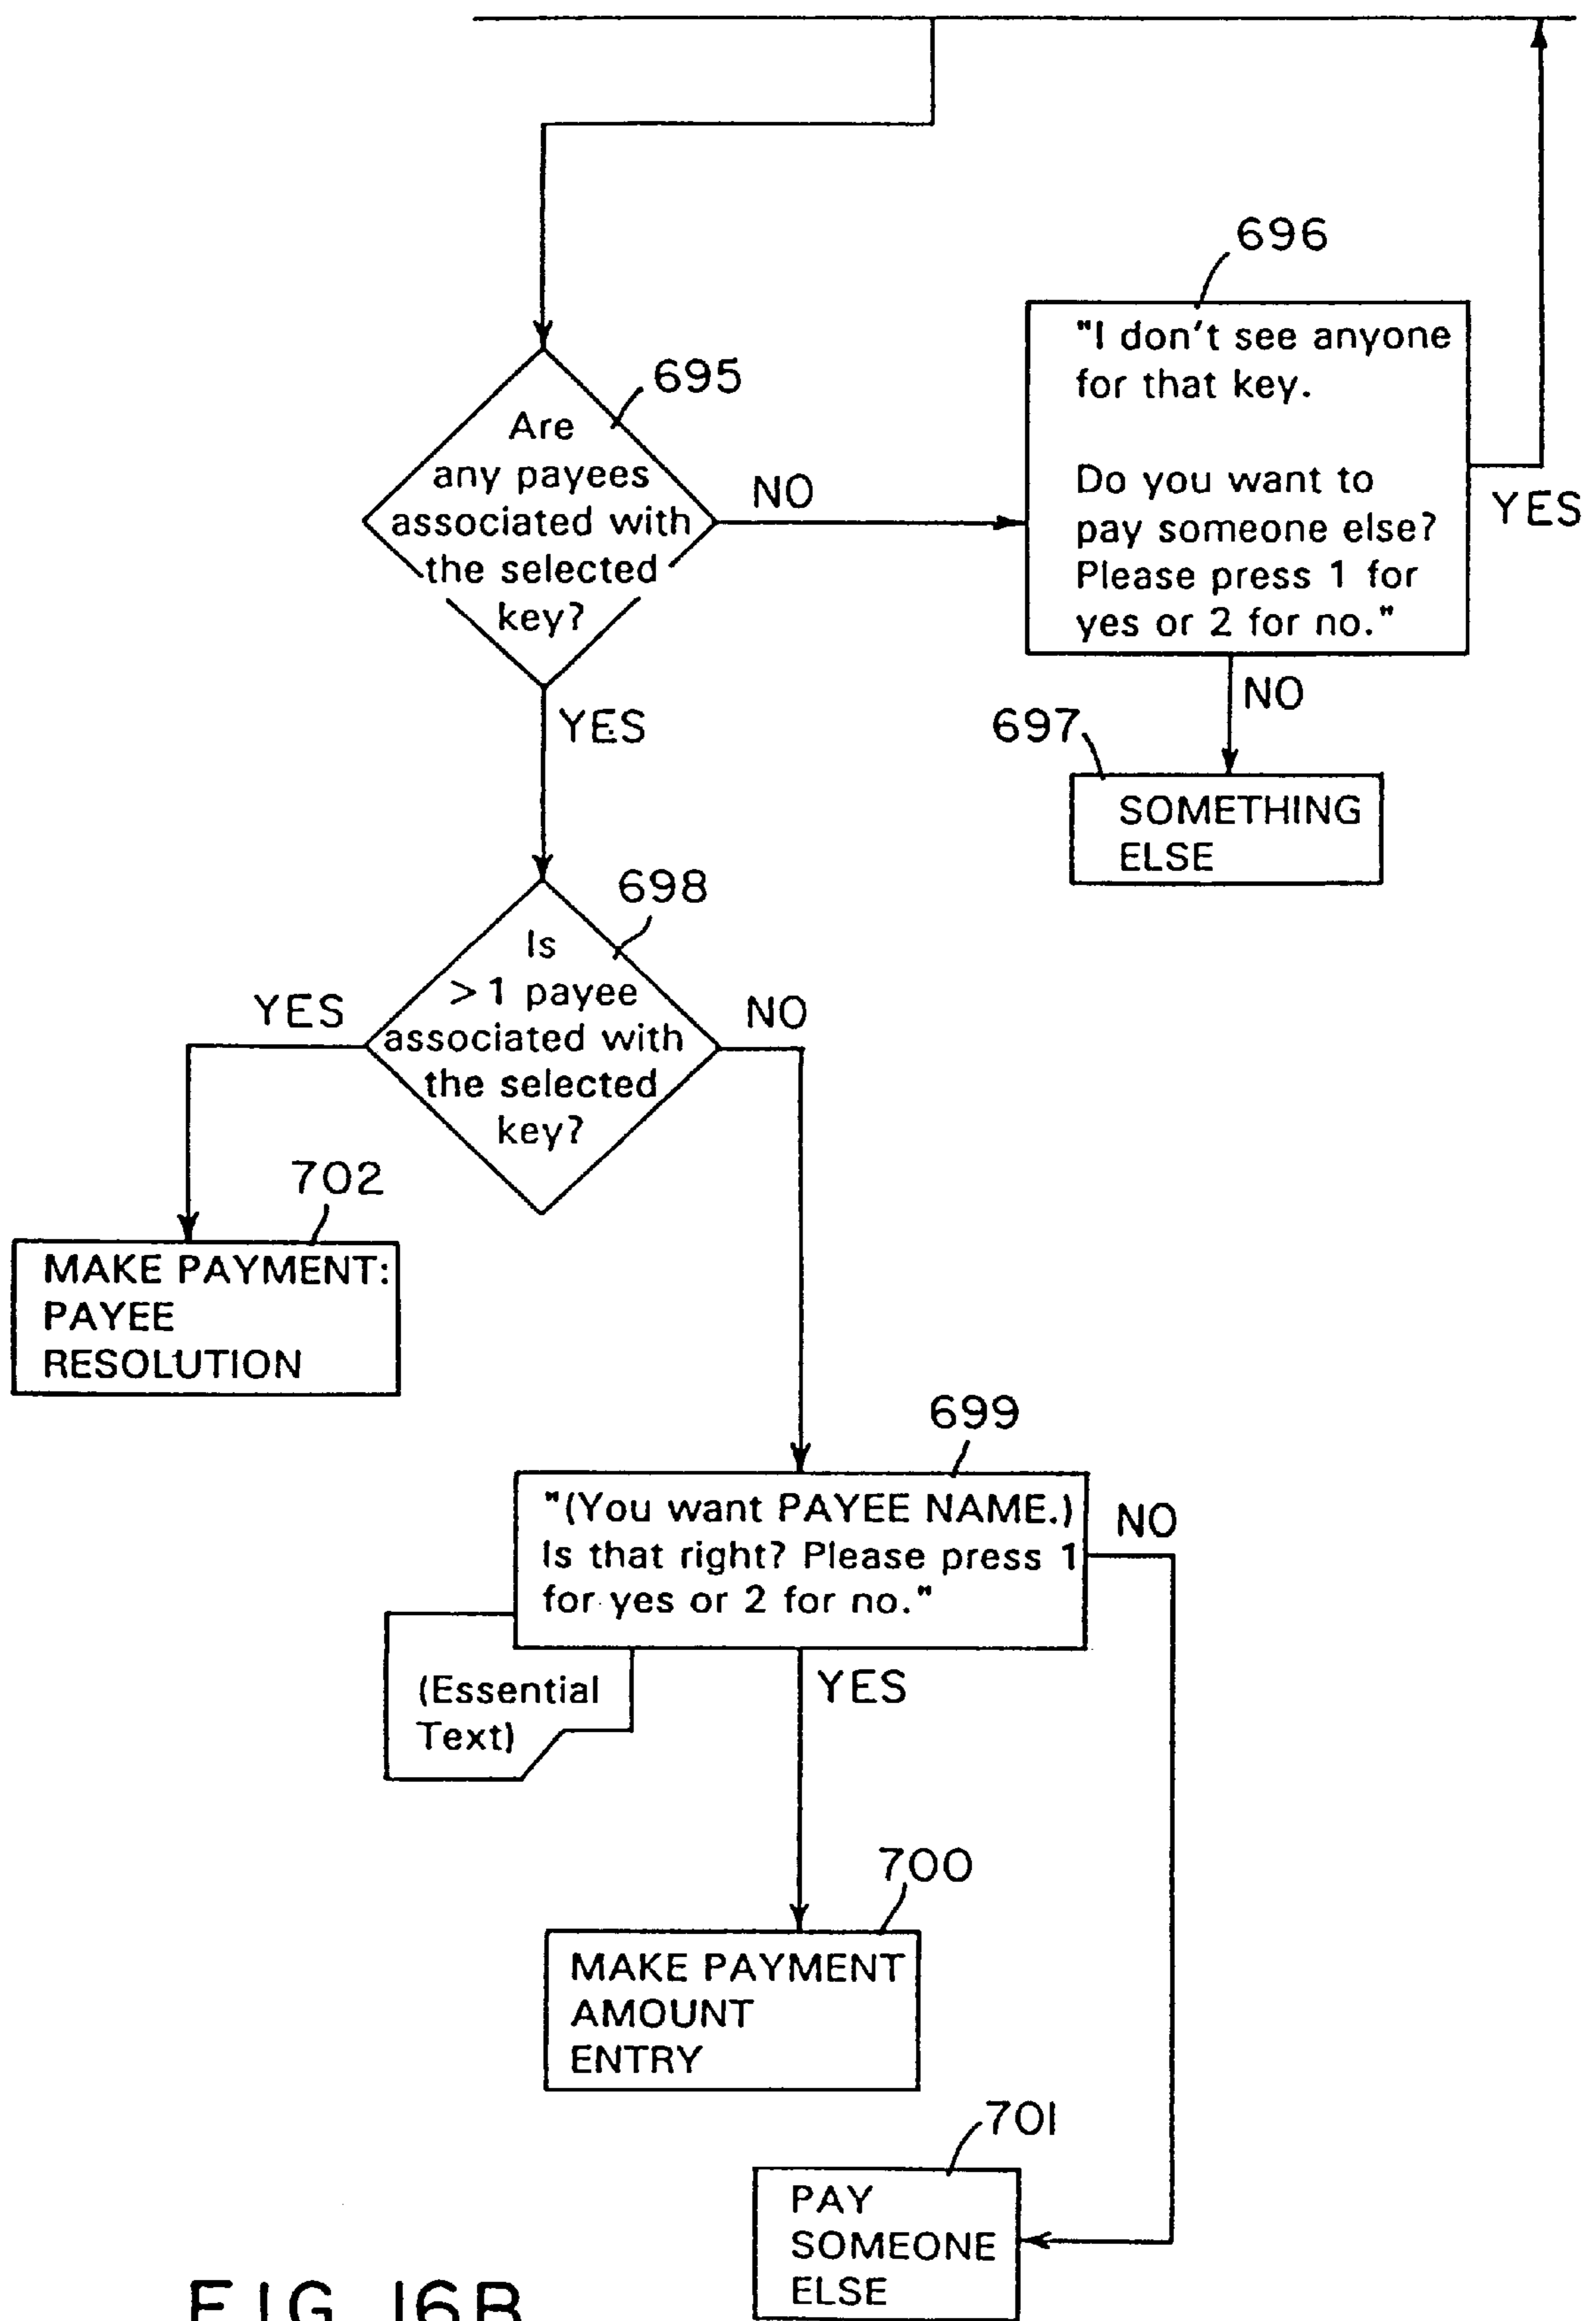 696
"I don't see anyone
for that key.
Do you want to
pay someone else?
Please press 1 for
yes or 2 for no."
YES
695
Are
any payees
associated with
the selected
key?
NO
NO
697
SOMETHING
ELSE
YES
698
Is
>1 payee
associated with
the selected
key?
YES
NO
702
MAKE PAYMENT:
PAYEE
RESOLUTION
699
"(You want PAYEE NAME.)
Is that right? Please press 1
for yes or 2 for no."
NO
(Essential
Text)
YES
700
MAKE PAYMENT
AMOUNT
ENTRY
701
PAY
SOMEONE
ELSE
FIG. 16B